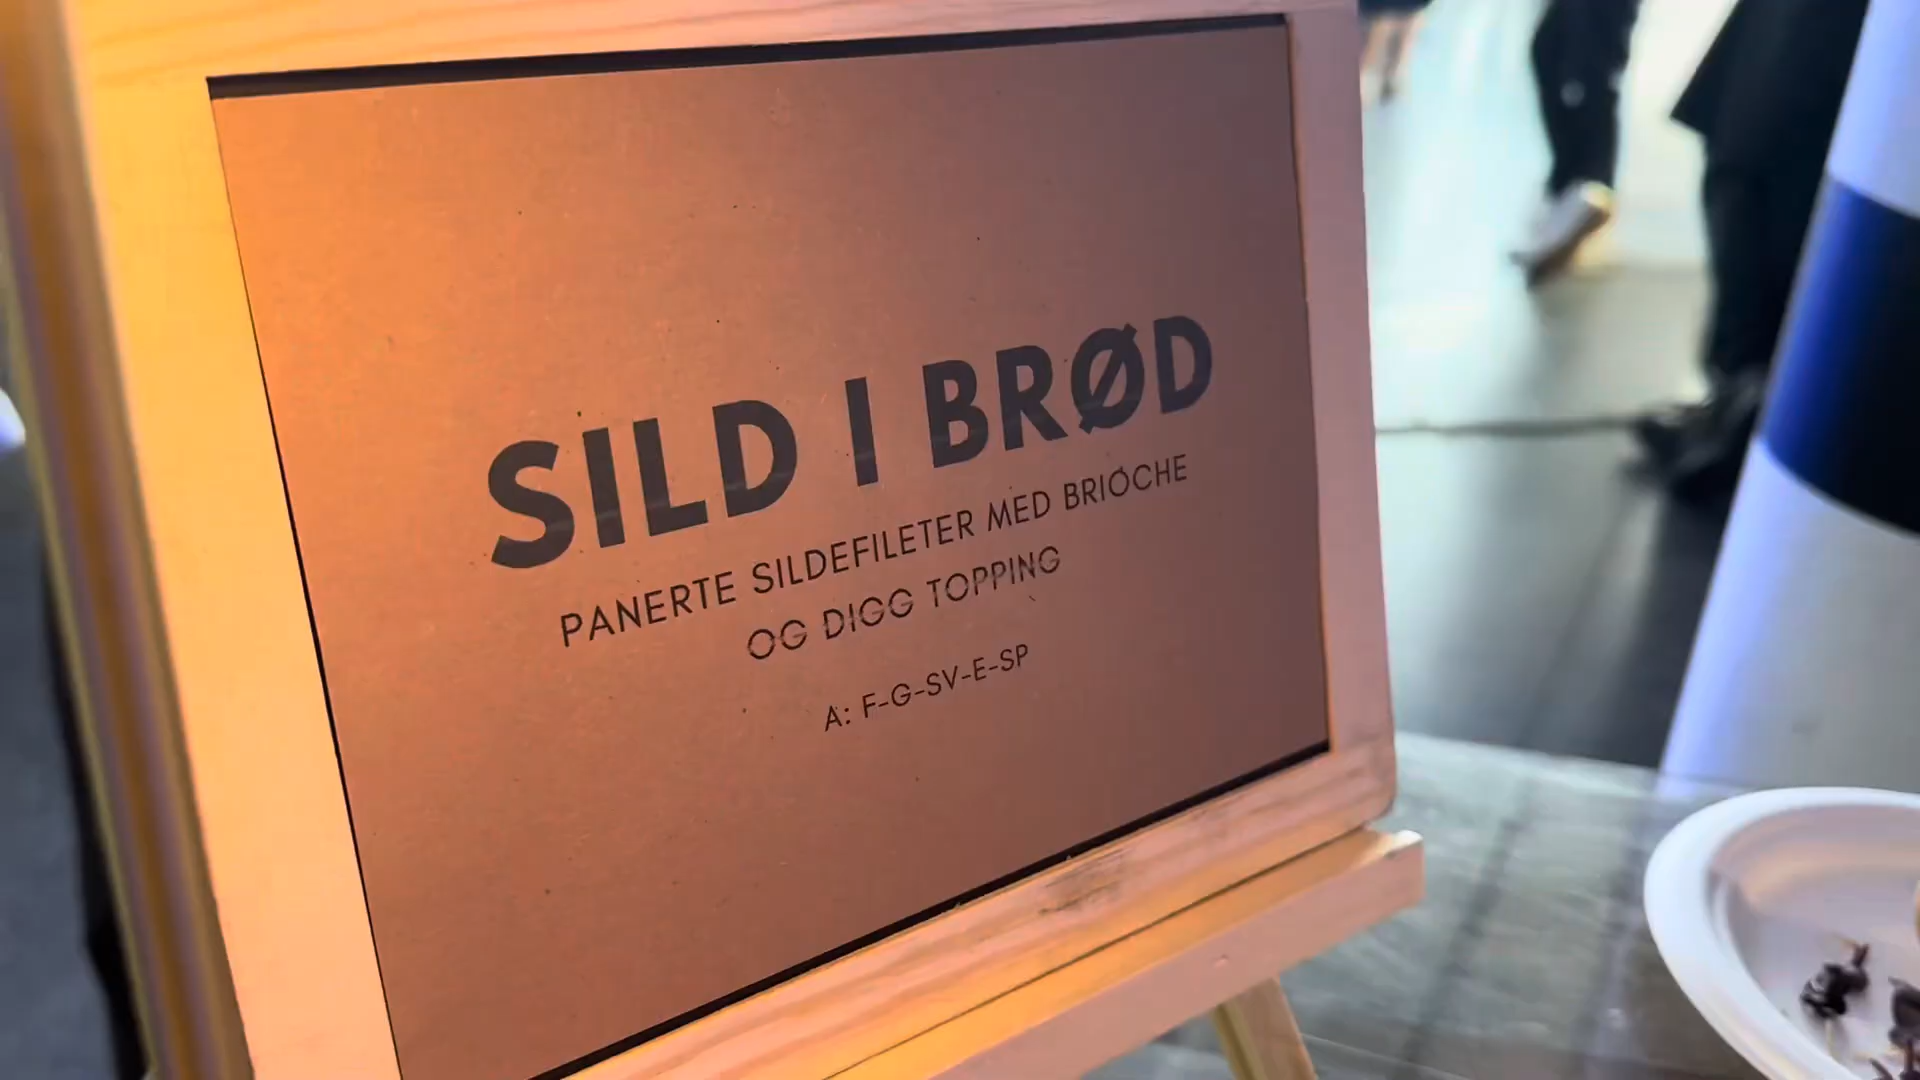 SILD I BRØD
PANERTE SILDEFILETER MED BRIOCHE
OG DIGG TOPPING
A: F-G-SV-E-SP